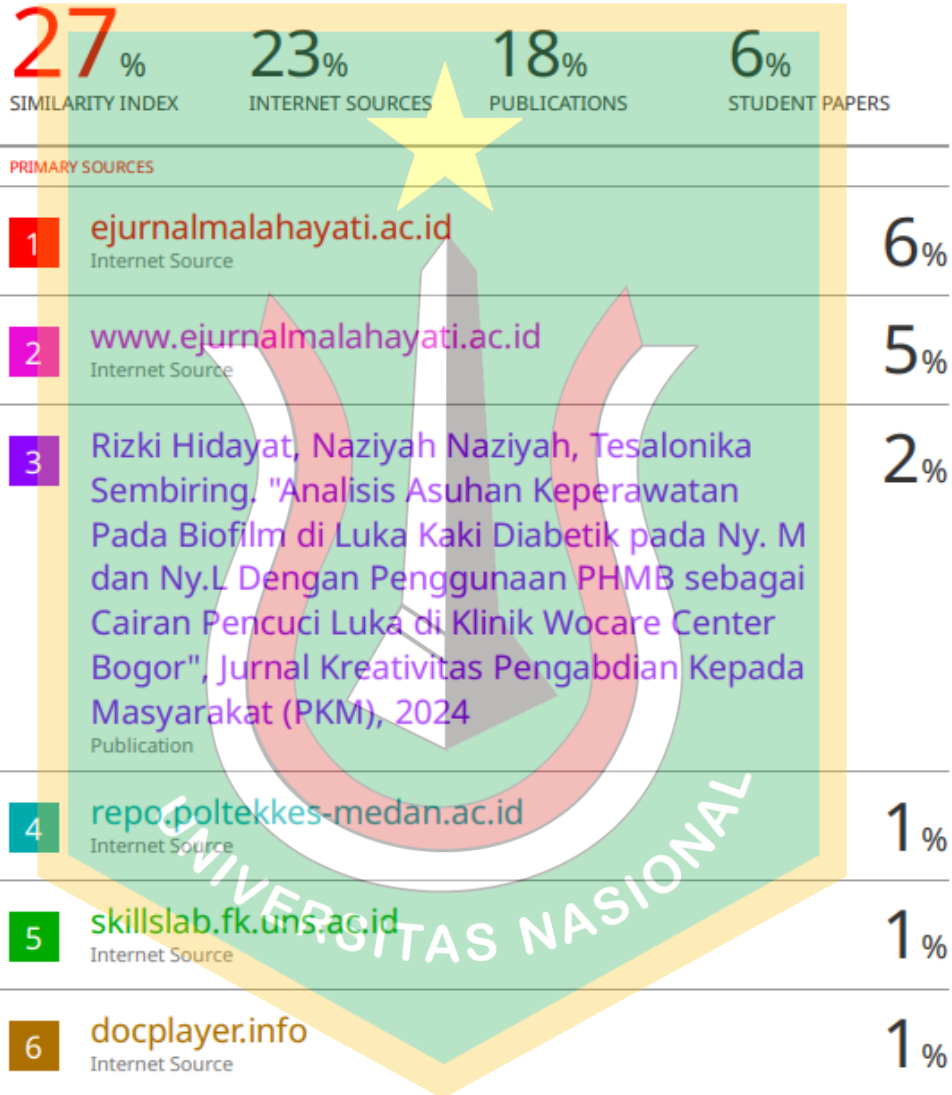 27% 23% 18% 6%
SIMILARITY INDEX INTERNET SOURCES PUBLICATIONS STUDENT PAPERS
PRIMARY SOURCES
1 ejurnalmalahayati.ac.id 6%
Internet Source
2 www.ejurnalmalahayati.ac.id 5%
Internet Source
3 Rizki Hidayat, Naziyah Naziyah, Tesalonika 2%
Sembiring. "Analisis Asuhan Keperawatan
Pada Biofilm di Luka Kaki Diabetik pada Ny. M
dan Ny.L Dengan Penggunaan PHMB sebagai
Cairan Pencuci Luka di Klinik Wocare Center
Bogor", Jurnal Kreativitas Pengabdian Kepada
Masyarakat (PKM), 2024
Publication
4 repo.poltekkes-medan.ac.id 1%
Internet Source
5 skillslab.fk.uns.ac.id 1%
Internet Source
UNIVERSITAS NASIONAL
6 docplayer.info 1%
Internet Source